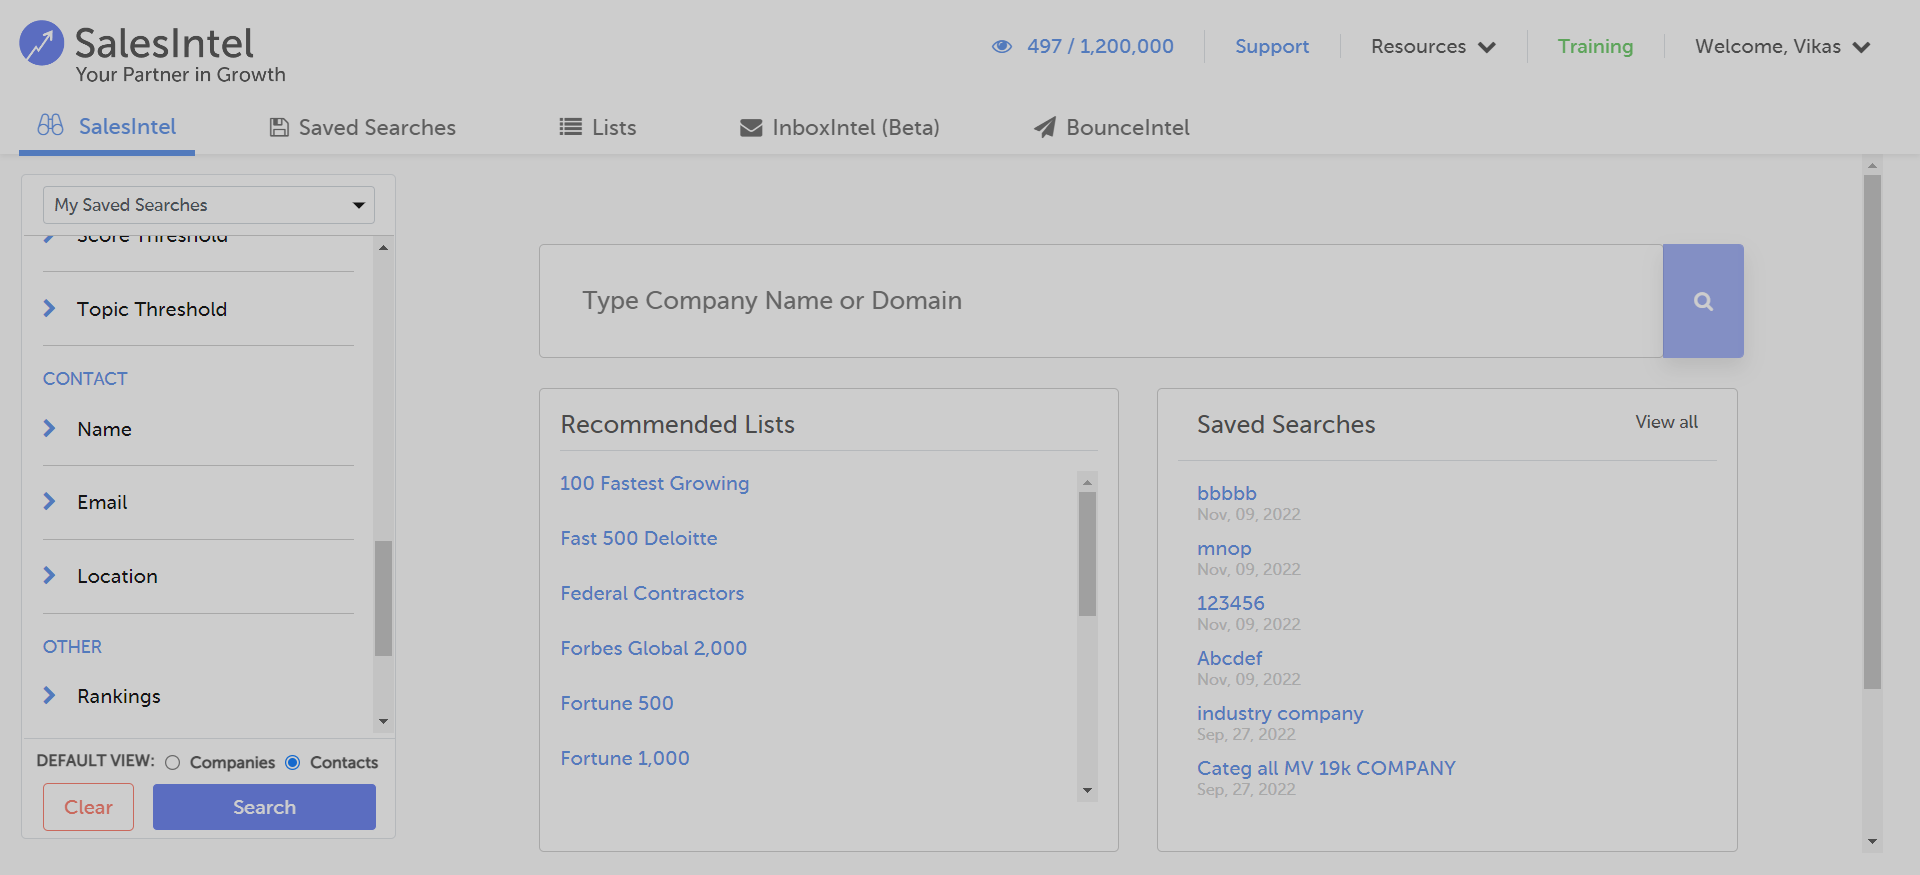 SalesIntel
Your Partner in Growth
497 / 1,200,000
Support
Resources
Training
Welcome, Vikas
SalesIntel
Saved Searches
Lists
InboxIntel (Beta)
BounceIntel
My Saved Searches
Score Threshold
Topic Threshold
CONTACT
Name
Email
Location
OTHER
Rankings
DEFAULT VIEW: Companies Contacts
Clear
Search
Type Company Name or Domain
Recommended Lists
100 Fastest Growing
Fast 500 Deloitte
Federal Contractors
Forbes Global 2,000
Fortune 500
Fortune 1,000
Saved Searches
View all
bbbbb
Nov, 09, 2022
mnop
Nov, 09, 2022
123456
Nov, 09, 2022
Abcdef
Nov, 09, 2022
industry company
Sep, 27, 2022
Categ all MV 19k COMPANY
Sep, 27, 2022